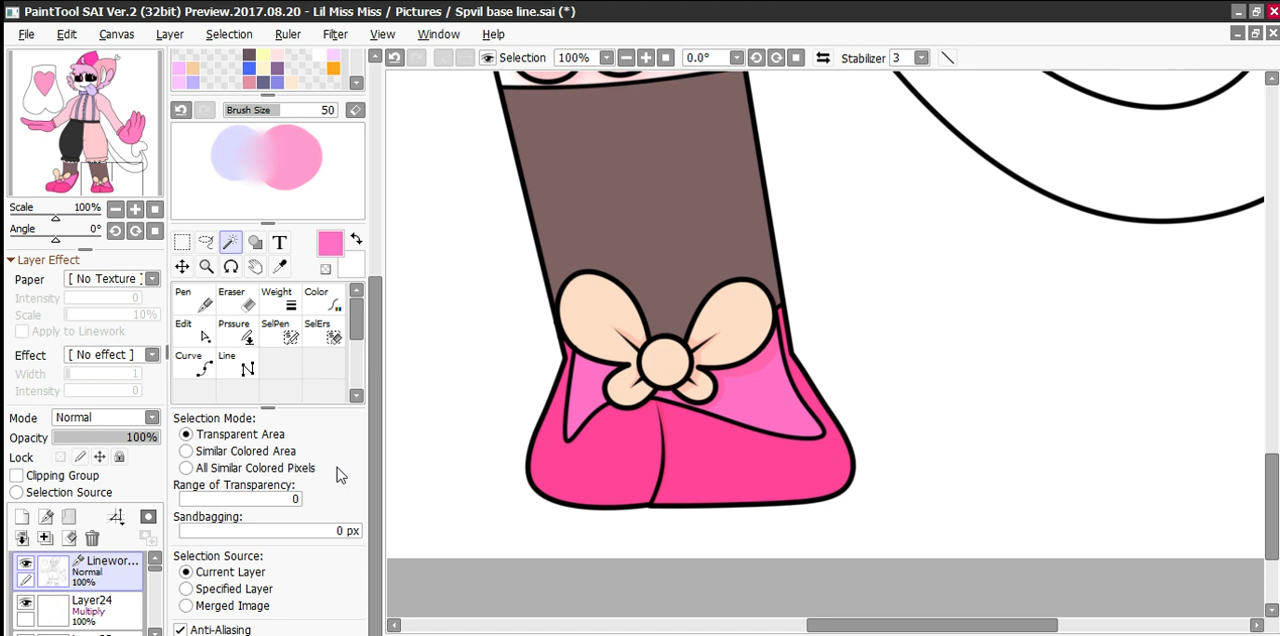 PaintTool SAI Ver.2 (32bit) Preview.2017.08.20 - Lil Miss Miss / Pictures / Spvil base line.sai (*)
File Edit Canvas Layer Selection Ruler Filter View Window Help
Selection 100% 0.0° Stabilizer 3
Brush Size 50
Scale 100%
Angle 0°
Layer Effect
Paper [ No Texture ]
Intensity 0
Scale 10%
Apply to Linework
Effect [ No effect ]
Width 1
Intensity 0
Mode Normal
Opacity 100%
Lock
Clipping Group
Selection Source
Linewor...
Normal
100%
Layer24
Multiply
100%
T
Pen Eraser Weight Color
Edit Prssure SelPen SelErs
Curve Line
Selection Mode:
Transparent Area
Similar Colored Area
All Similar Colored Pixels
Range of Transparency:
0
Sandbagging:
0 px
Selection Source:
Current Layer
Specified Layer
Merged Image
Anti-Aliasing